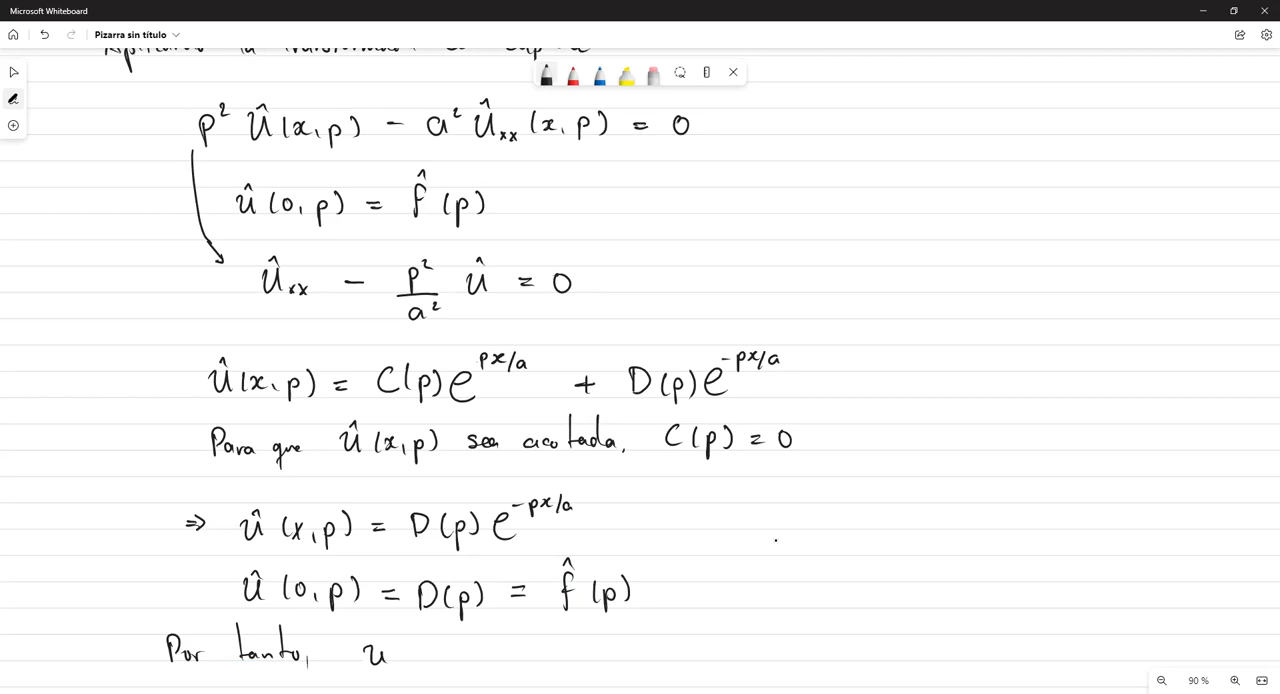 Microsoft Whiteboard
Pizarra sin título
p² û(x,p) - a² û_xx(x,p) = 0
û(0,p) = f̂(p)
û_xx - p²/a² û = 0
û(x,p) = C(p)e^{px/a} + D(p)e^{-px/a}
Para que û(x,p) sea acotada, C(p) = 0
⇒ û(x,p) = D(p)e^{-px/a}
û(0,p) = D(p) = f̂(p)
Por tanto, u
90 %